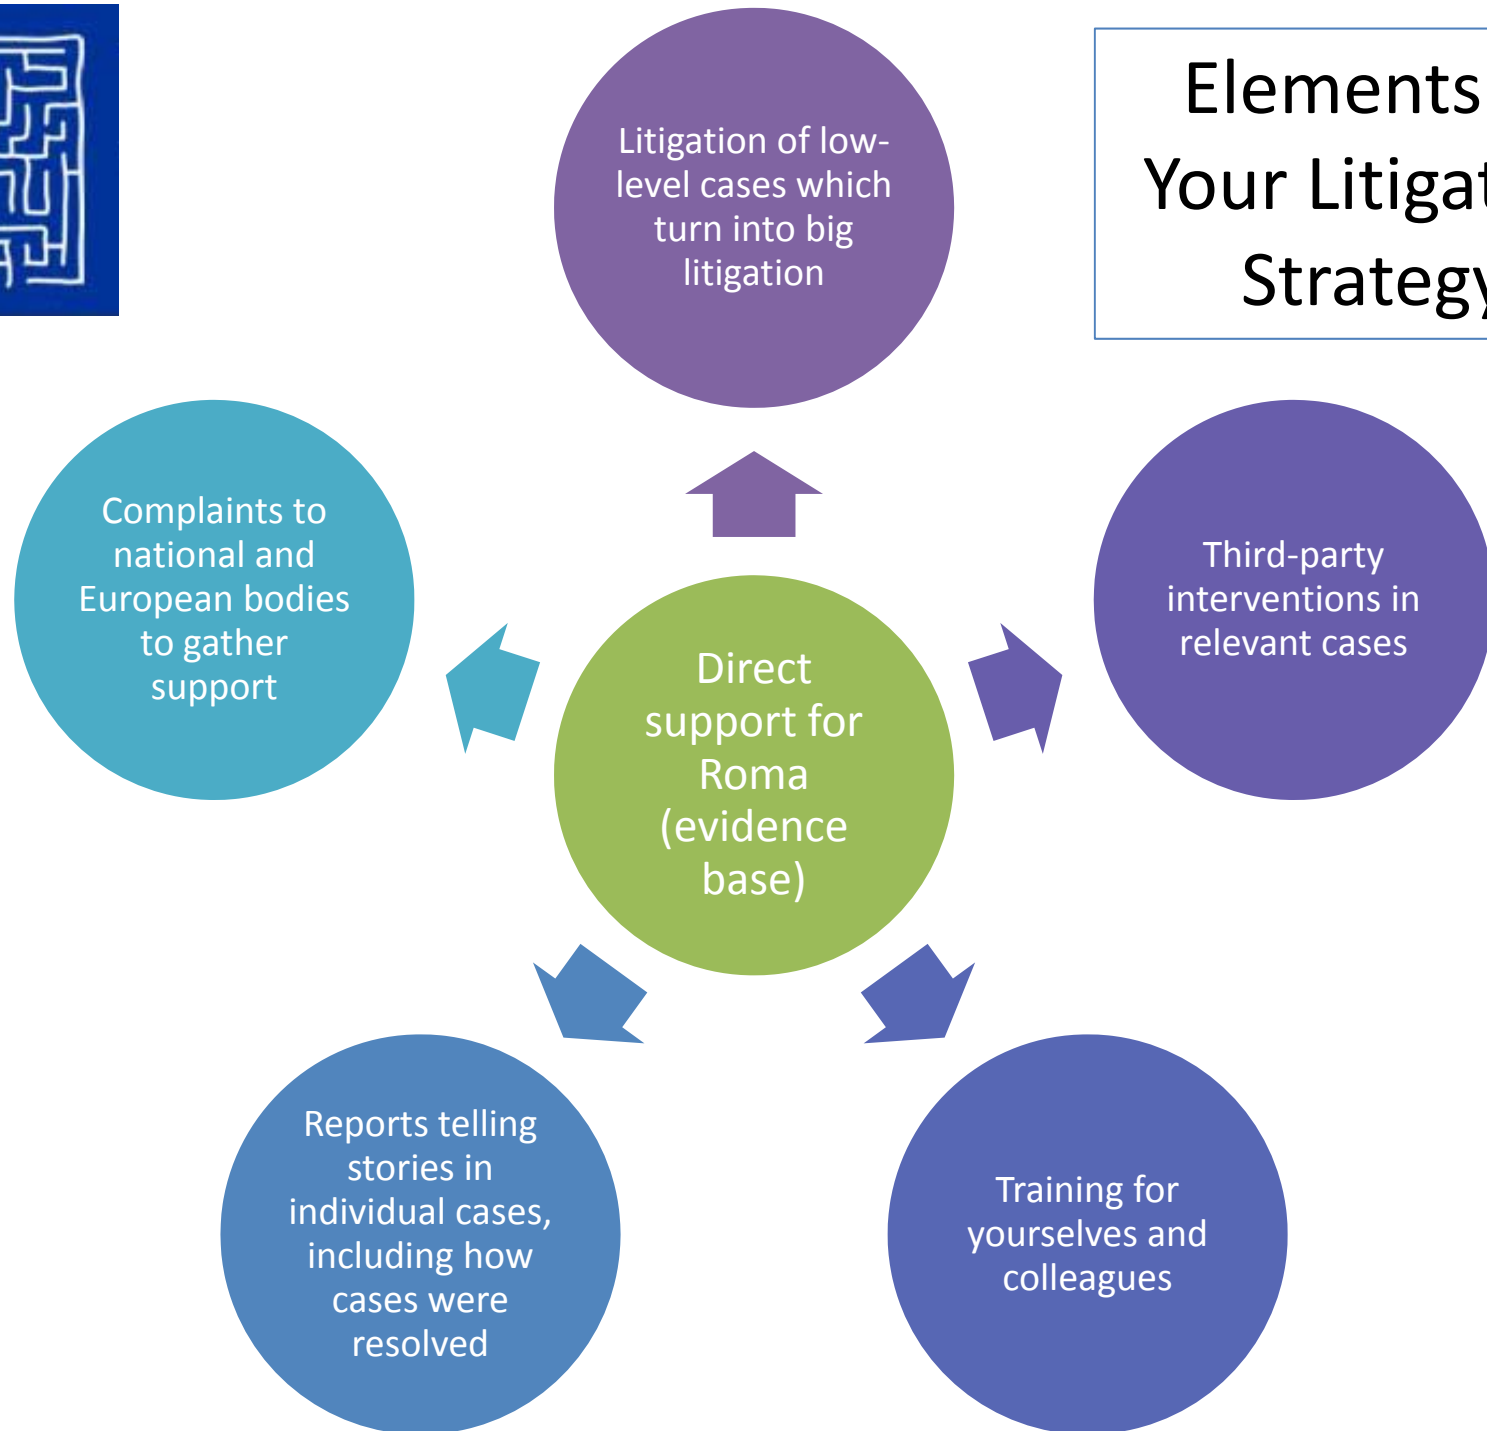 Elements
Your Litigat
Strategy
Litigation of low-
level cases which
turn into big
litigation
Third-party
interventions in
relevant cases
Training for
yourselves and
colleagues
Reports telling
stories in
individual cases,
including how
cases were
resolved
Complaints to
national and
European bodies
to gather
support
Direct
support for
Roma
(evidence
base)